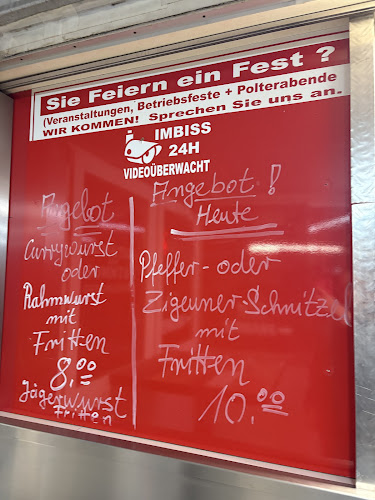 Sie Feiern ein Fest ?
(Veranstaltungen, Betriebsfeste + Polterabende
WIR KOMMEN! Sprechen Sie uns an.
IMBISS
24H
VIDEOÜBERWACHT
Angebot
Currywurst
oder
Rahmwurst
mit
Fritten
8.00
Jägerwurst
Fritten
Angebot !
Heute
Pfeffer- oder
Zigeuner-Schnitzel
mit
Fritten
10.00